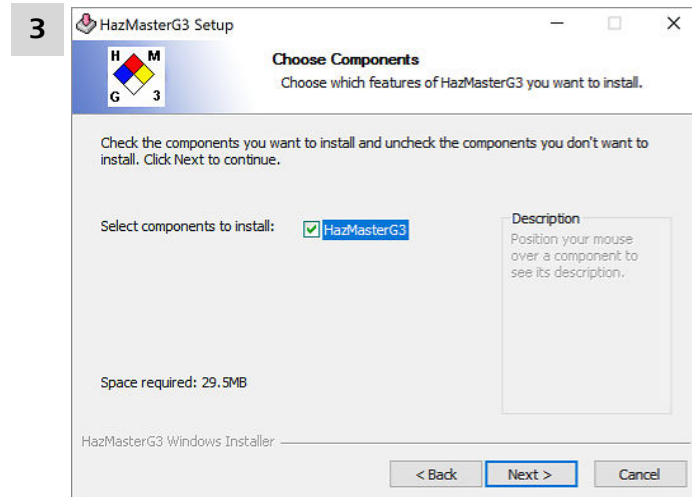 3
HazMasterG3 Setup
H M
G 3
Choose Components
Choose which features of HazMasterG3 you want to install.
Check the components you want to install and uncheck the components you don't want to
install. Click Next to continue.
Select components to install:
HazMasterG3
Description
Position your mouse
over a component to
see its description.
Space required: 29.5MB
HazMasterG3 Windows Installer
< Back Next > Cancel